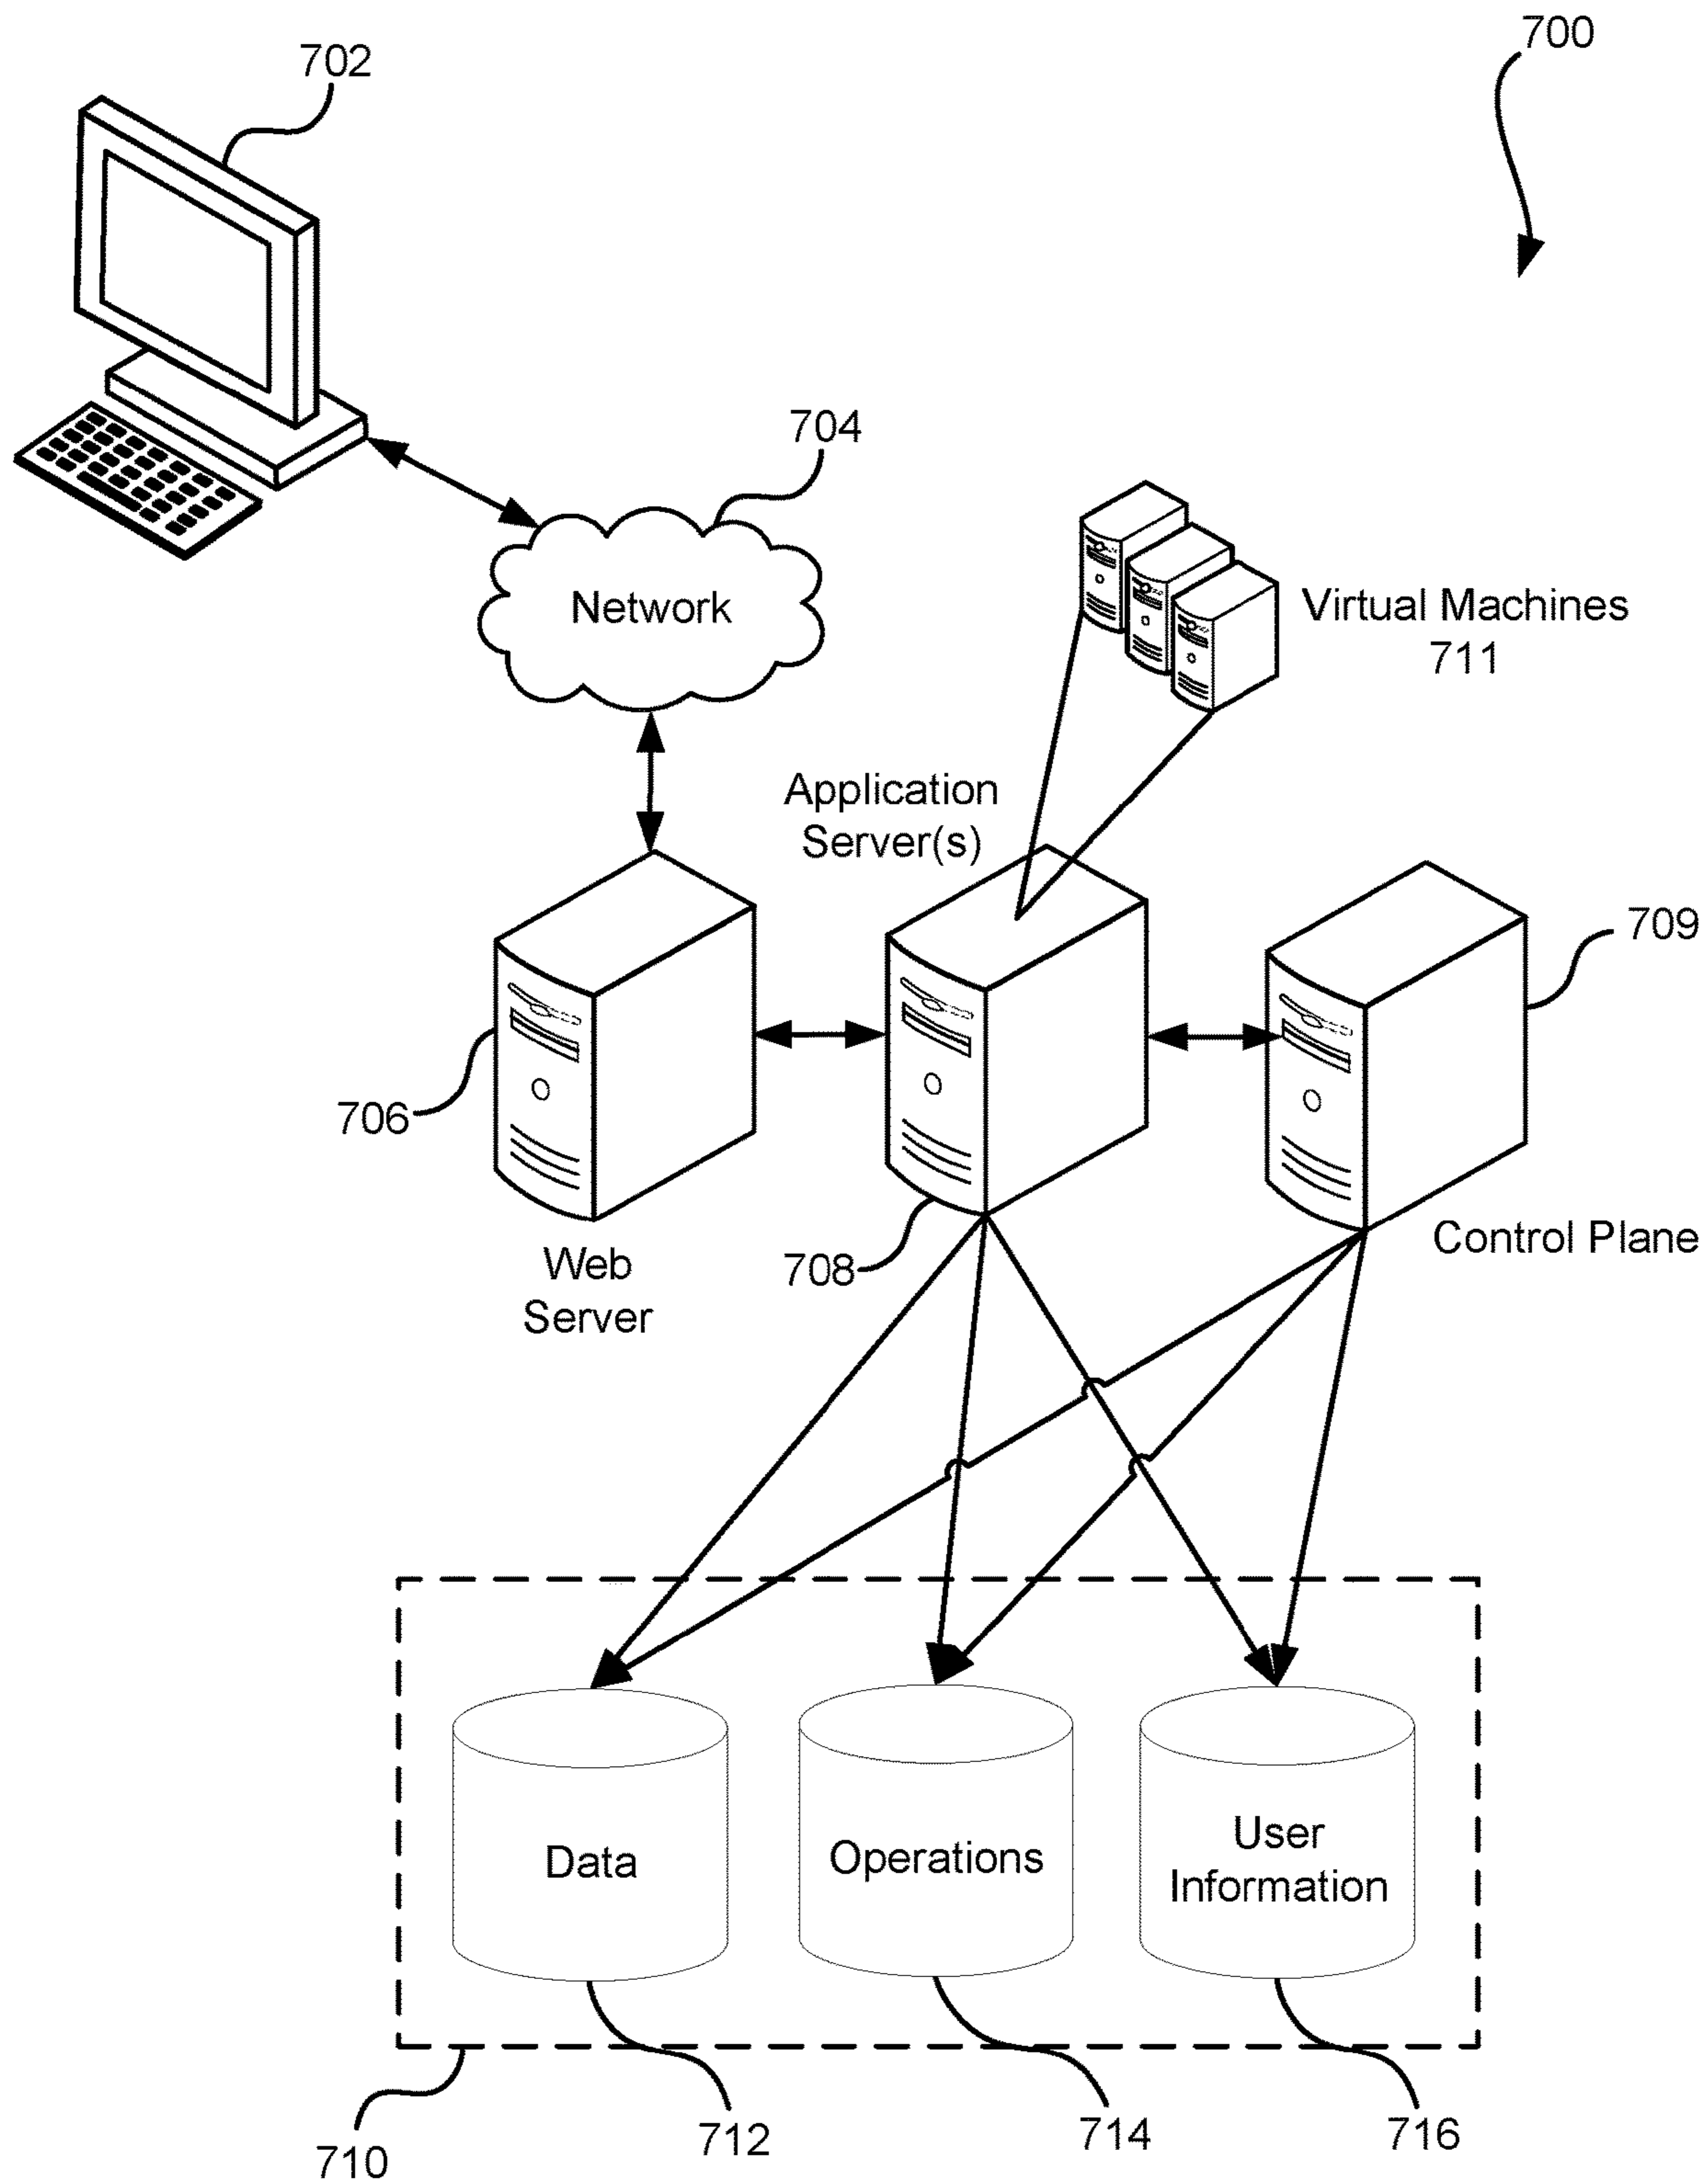 700
702
704
Network
Virtual Machines
711
Application
Server(s)
709
706
708
Control Plane
Web
Server
Data
Operations
User
Information
710
712
714
716